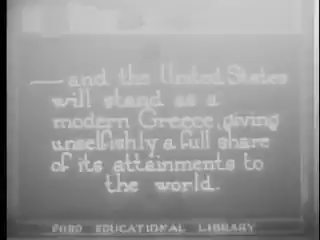 — and the United States
will stand as a
modern Greece, giving
unselfishly a full share
of its attainments to
the world.
FORD EDUCATIONAL LIBRARY